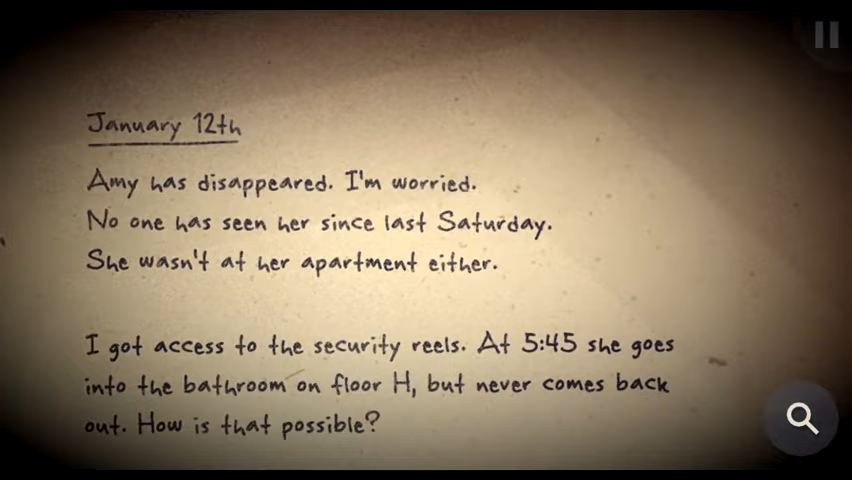 January 12th
Amy has disappeared. I'm worried.
No one has seen her since last Saturday.
She wasn't at her apartment either.
I got access to the security reels. At 5:45 she goes
into the bathroom on floor H, but never comes back
out. How is that possible?